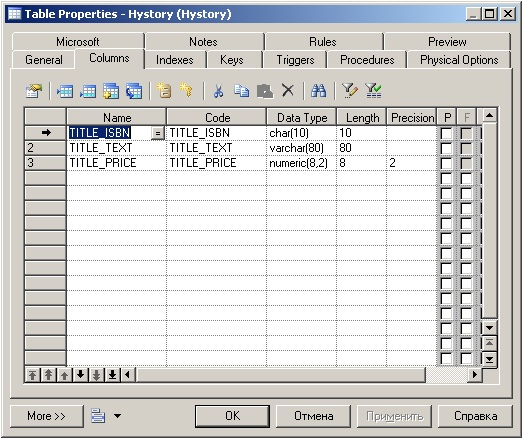 Table Properties - Hystory (Hystory)
Microsoft Notes Rules Preview
General Columns Indexes Keys Triggers Procedures Physical Options
Name Code Data Type Length Precision P F
TITLE_ISBN = TITLE_ISBN char(10) 10
2 TITLE_TEXT TITLE_TEXT varchar(80) 80
3 TITLE_PRICE TITLE_PRICE numeric(8,2) 8 2
More >> OK Отмена Применить Справка